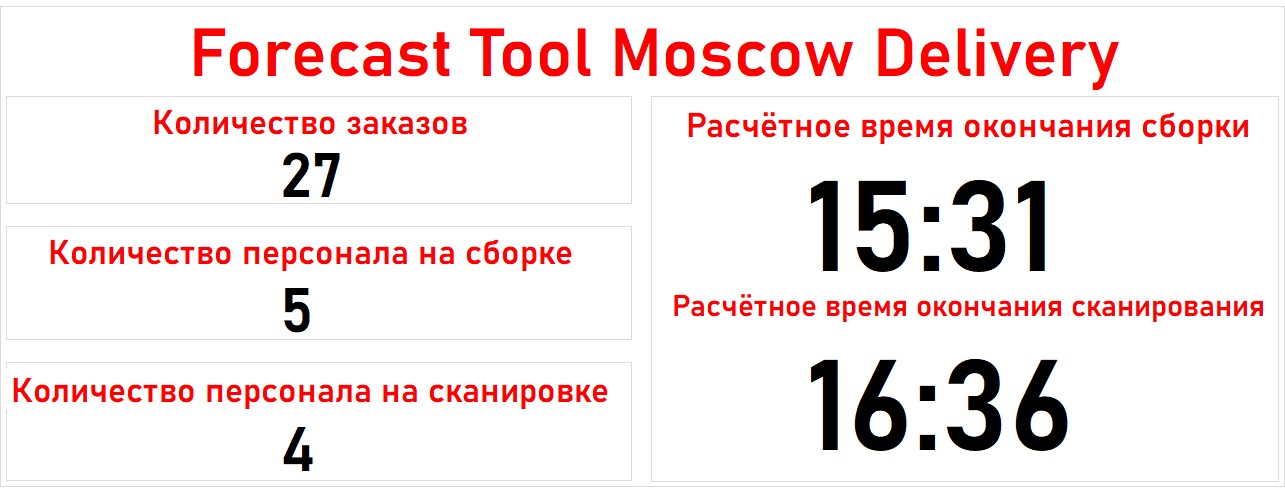 Forecast Tool Moscow Delivery
Количество заказов
27
Количество персонала на сборке
5
Количество персонала на сканировке
4
Расчётное время окончания сборки
15:31
Расчётное время окончания сканирования
16:36